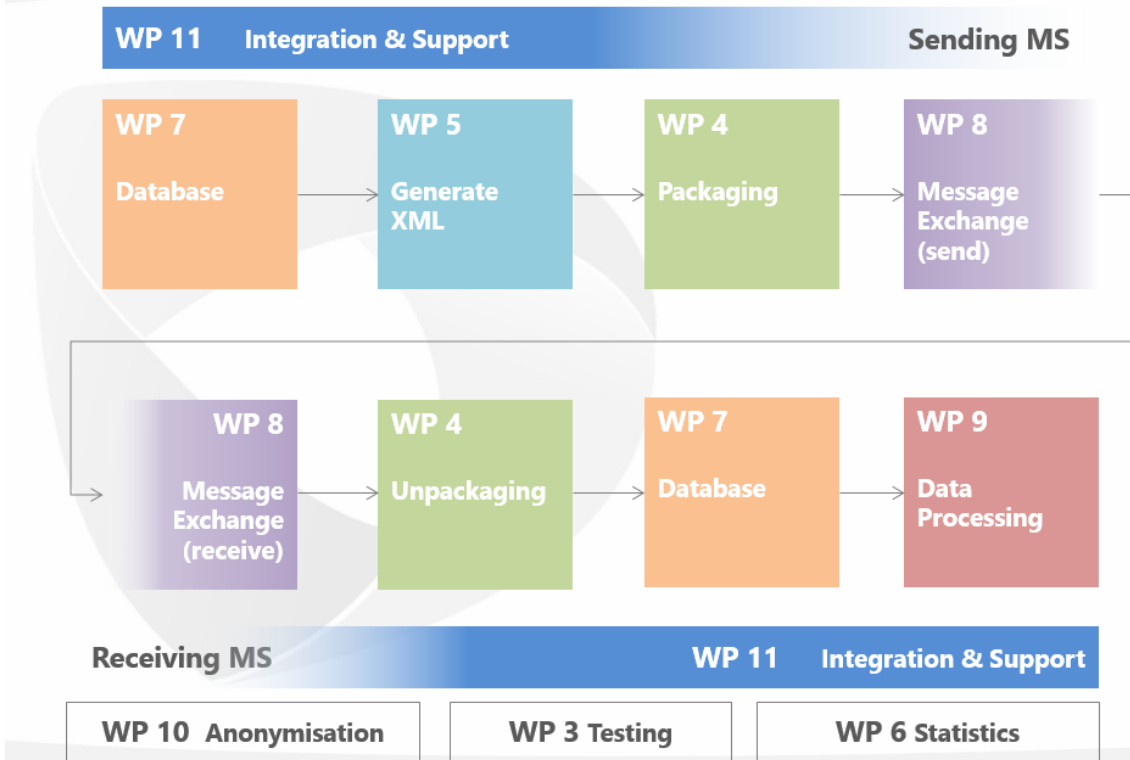 WP 11 Integration & Support Sending MS
WP 7
Database
WP 5
Generate
XML
WP 4
Packaging
WP 8
Message
Exchange
(send)
WP 8
Message
Exchange
(receive)
WP 4
Unpackaging
WP 7
Database
WP 9
Data
Processing
Receiving MS WP 11 Integration & Support
WP 10 Anonymisation
WP 3 Testing
WP 6 Statistics